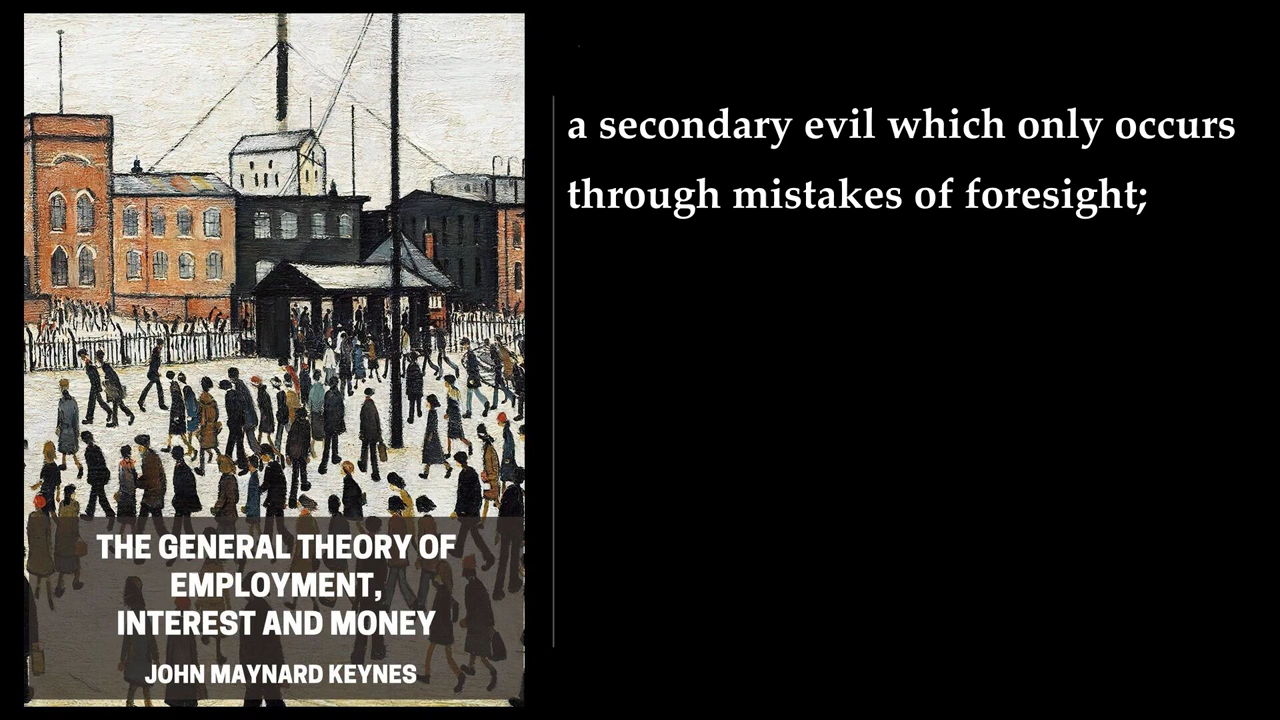 a secondary evil which only occurs
through mistakes of foresight;
THE GENERAL THEORY OF
EMPLOYMENT,
INTEREST AND MONEY
JOHN MAYNARD KEYNES